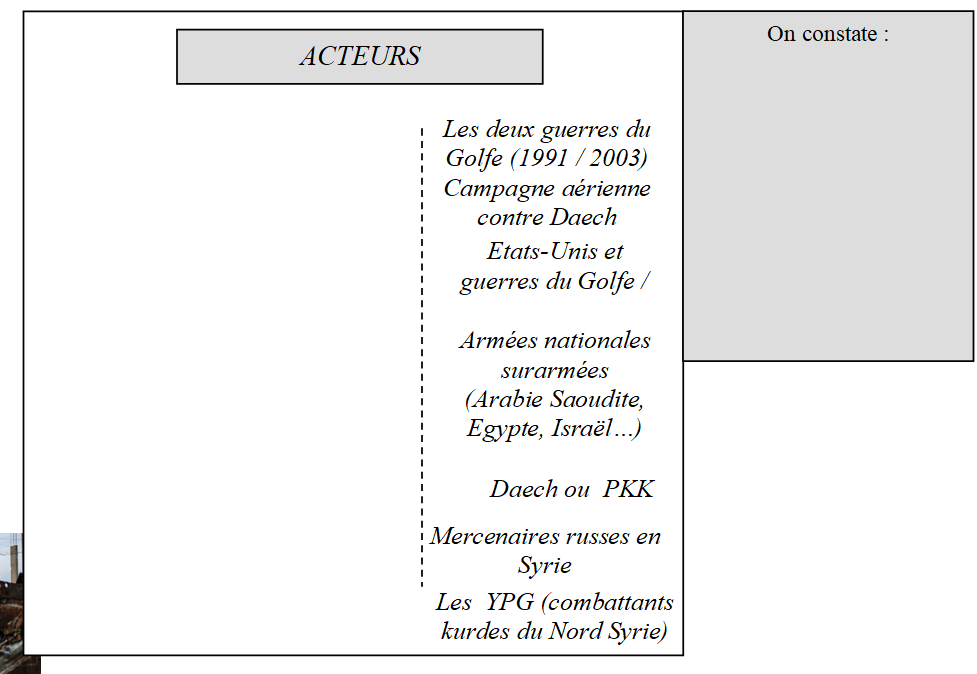 ACTEURS
On constate :
Les deux guerres du
Golfe (1991 / 2003)
Campagne aérienne
contre Daech
Etats-Unis et
guerres du Golfe /
Armées nationales
surarmées
(Arabie Saoudite,
Egypte, Israël…)
Daech ou PKK
Mercenaires russes en
Syrie
Les YPG (combattants
kurdes du Nord Syrie)